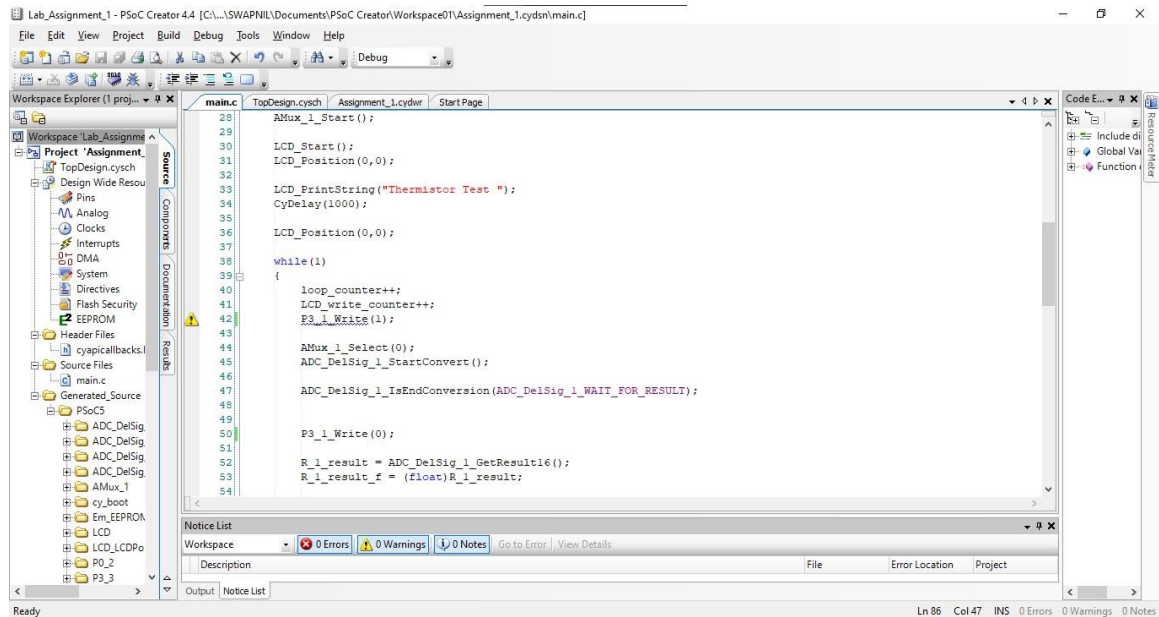 Lab_Assignment_1 - PSoC Creator 4.4 [C:\...\SWAPNIL\Documents\PSoC Creator\Workspace01\Assignment_1.cydsn\main.c]
File Edit View Project Build Debug Tools Window Help
Debug
Workspace Explorer (1 proj...
Workspace 'Lab_Assignme
Project 'Assignment_
TopDesign.cysch
Design Wide Resou
Pins
Analog
Clocks
Interrupts
DMA
System
Directives
Flash Security
EEPROM
Header Files
cyapicallbacks.l
Source Files
main.c
Generated_Source
PSoC5
ADC_DelSig_
ADC_DelSig_
ADC_DelSig_
ADC_DelSig_
AMux_1
cy_boot
Em_EEPROM
LCD
LCD_LCDPo
P0_2
P3_3
Source
Components
Documentation
Results
main.c TopDesign.cysch Assignment_1.cydwr Start Page
28 AMux_1_Start();
29
30 LCD_Start();
31 LCD_Position(0,0);
32
33 LCD_PrintString("Thermistor Test ");
34 CyDelay(1000);
35
36 LCD_Position(0,0);
37
38 while(1)
39 {
40 loop_counter++;
41 LCD_write_counter++;
42 P3_1_Write(1);
43
44 AMux_1_Select(0);
45 ADC_DelSig_1_StartConvert();
46
47 ADC_DelSig_1_IsEndConversion(ADC_DelSig_1_WAIT_FOR_RESULT);
48
49
50 P3_1_Write(0);
51
52 R_1_result = ADC_DelSig_1_GetResult16();
53 R_1_result_f = (float)R_1_result;
54
Code E...
Include di
Global Var
Function
Resource Meter
Notice List
Workspace 0 Errors 0 Warnings 0 Notes Go to Error View Details
Description File Error Location Project
Output Notice List
Ready Ln 86 Col 47 INS 0 Errors 0 Warnings 0 Notes